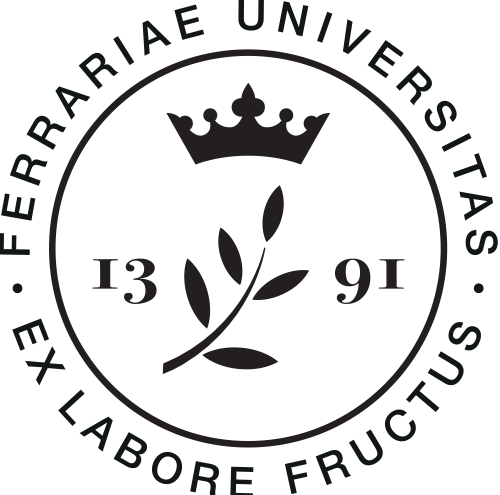 FERRARIAE UNIVERSITAS
13 91
• EX LABORE FRUCTUS •